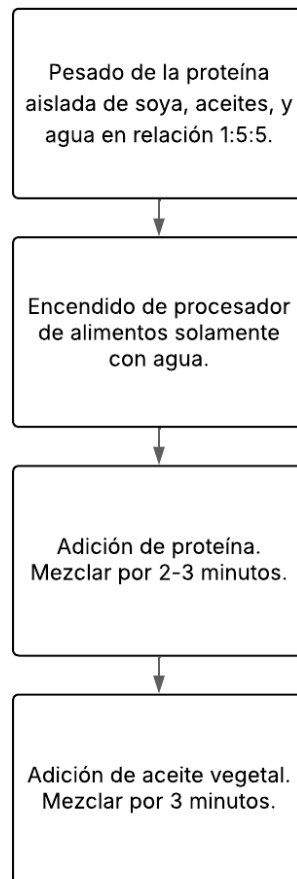 Pesado de la proteína
aislada de soya, aceites, y
agua en relación 1:5:5.
Encendido de procesador
de alimentos solamente
con agua.
Adición de proteína.
Mezclar por 2-3 minutos.
Adición de aceite vegetal.
Mezclar por 3 minutos.